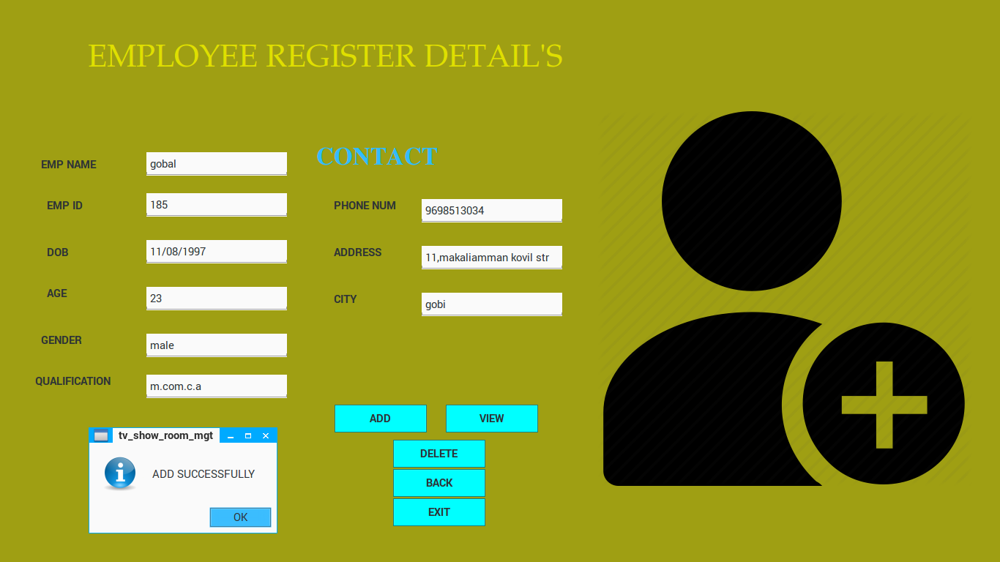 EMPLOYEE REGISTER DETAIL'S
EMP NAME gobal
EMP ID 185
DOB 11/08/1997
AGE 23
GENDER male
QUALIFICATION m.com.c.a
CONTACT
PHONE NUM 9698513034
ADDRESS 11,makaliamman kovil str
CITY gobi
ADD VIEW
DELETE
BACK
EXIT
tv_show_room_mgt
ADD SUCCESSFULLY
OK